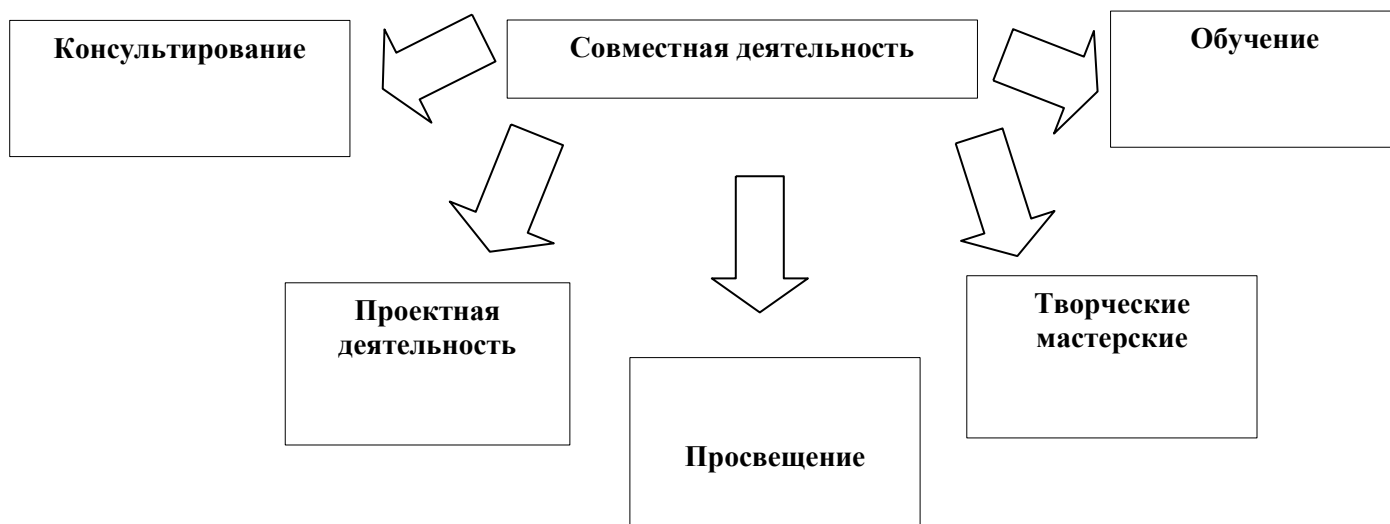 Консультирование
Совместная деятельность
Обучение
Проектная
деятельность
Творческие
мастерские
Просвещение